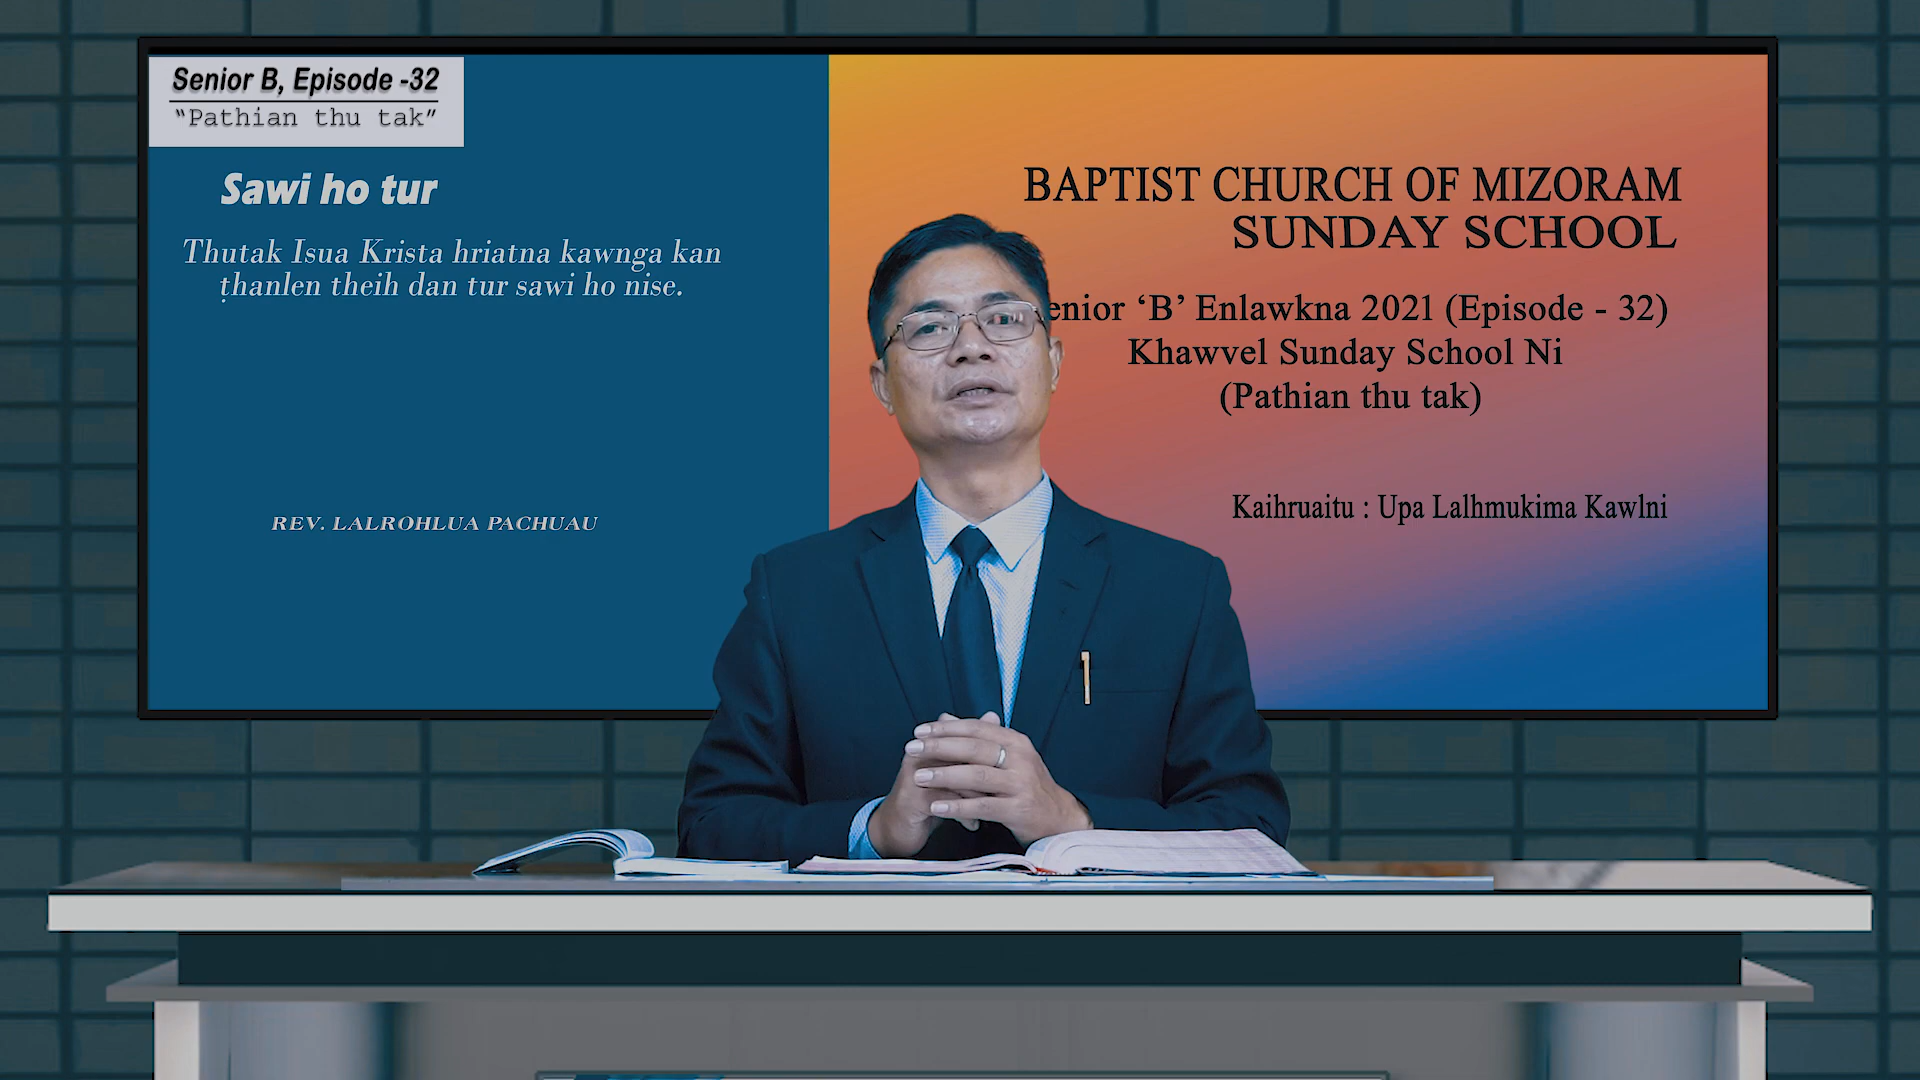 Senior B, Episode -32
“Pathian thu tak”
Sawi ho tur
Thutak Isua Krista hriatna kawnga kan
ṭhanlen theih dan tur sawi ho nise.
REV. LALROHLUA PACHUAU
BAPTIST CHURCH OF MIZORAM
SUNDAY SCHOOL
enior ‘B’ Enlawkna 2021 (Episode - 32)
Khawvel Sunday School Ni
(Pathian thu tak)
Kaihruaitu : Upa Lalhmukima Kawlni